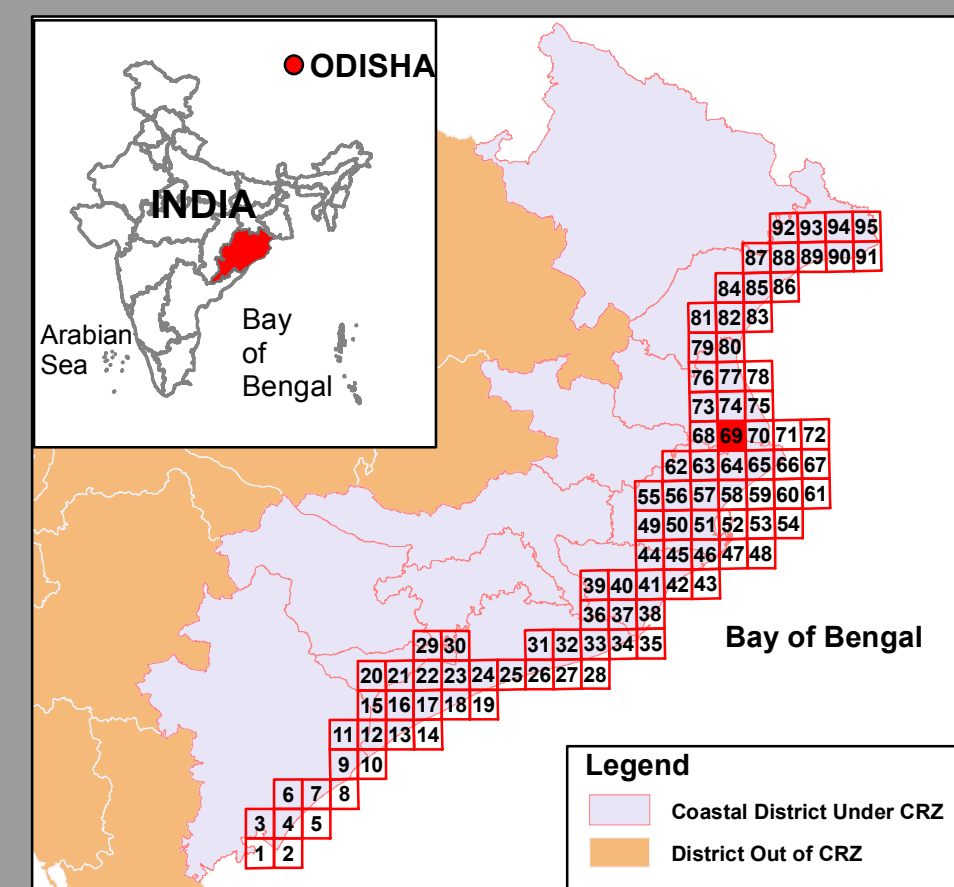 ODISHA
INDIA
Arabian
Sea
Bay
of
Bengal
92 93 94 95
87 88 89 90 91
84 85 86
81 82 83
79 80
76 77 78
73 74 75
68 69 70 71 72
62 63 64 65 66 67
55 56 57 58 59 60 61
49 50 51 52 53 54
44 45 46 47 48
39 40 41 42 43
36 37 38
29 30 31 32 33 34 35
Bay of Bengal
20 21 22 23 24 25 26 27 28
15 16 17 18 19
11 12 13 14
9 10
6 7 8
3 4 5
1 2
Legend
Coastal District Under CRZ
District Out of CRZ